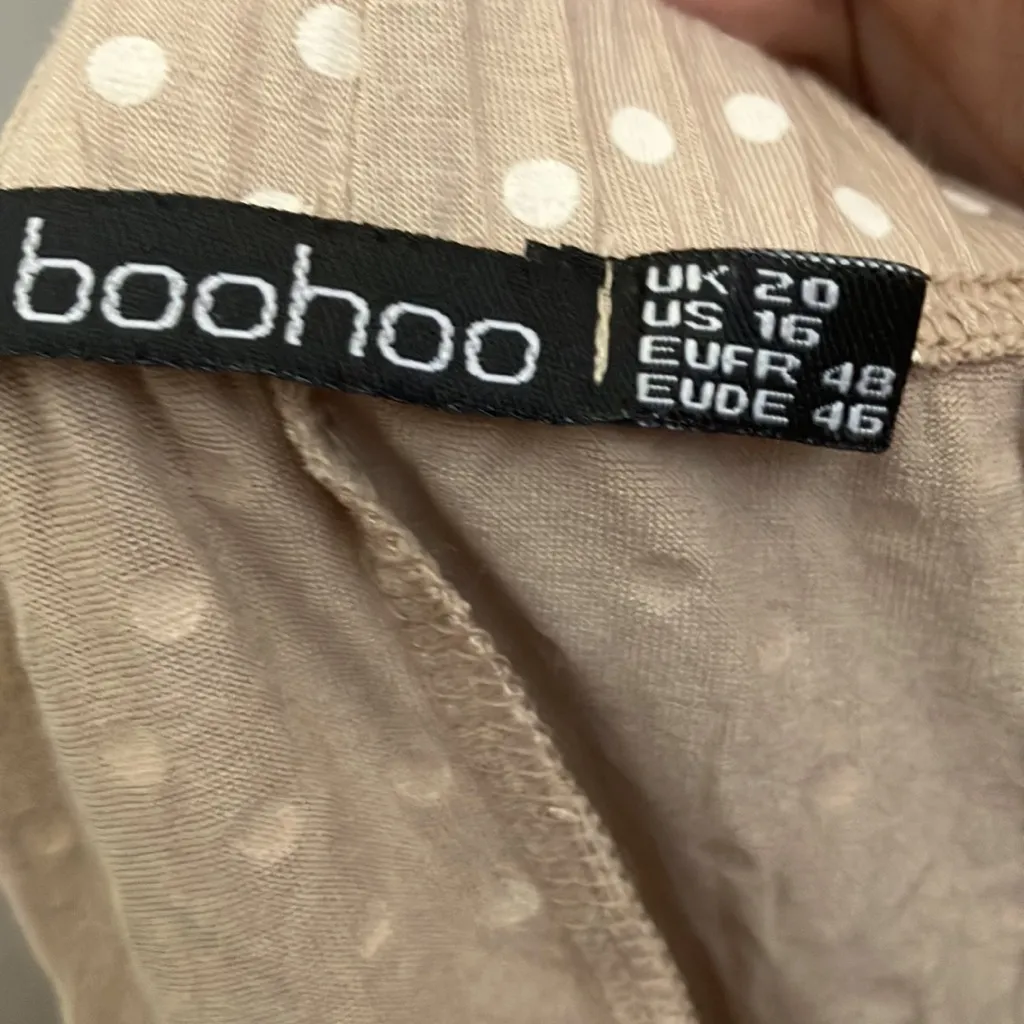 boohoo
UK 20
US 16
EUFR 48
EUDE 46